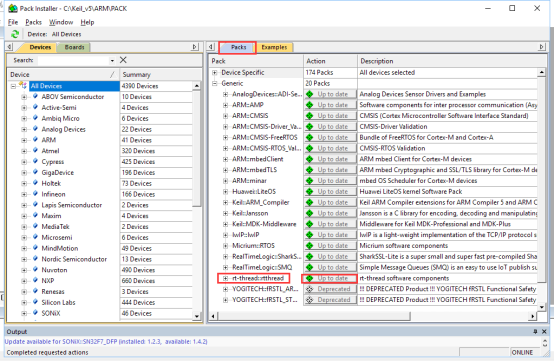 Pack Installer - C:\Keil_v5\ARM\PACK
File Packs Window Help
Device: All Devices
Devices Boards
Search:
Device Summary
All Devices 4390 Devices
ABOV Semiconductor 10 Devices
Active-Semi 4 Devices
Ambiq Micro 6 Devices
Analog Devices 22 Devices
ARM 41 Devices
Atmel 320 Devices
Cypress 425 Devices
GigaDevice 196 Devices
Holtek 73 Devices
Infineon 166 Devices
Lapis Semiconductor 2 Devices
Maxim 4 Devices
MediaTek 2 Devices
Microsemi 6 Devices
MindMotion 49 Devices
Nordic Semiconductor 13 Devices
Nuvoton 490 Devices
NXP 660 Devices
Renesas 3 Devices
Silicon Labs 444 Devices
SONiX 46 Devices
Packs Examples
Pack Action Description
Device Specific 174 Packs All devices selected
Generic 20 Packs
AnalogDevices::ADI-Se... Up to date Analog Devices Sensor Drivers and Examples
ARM::AMP Up to date Software components for inter processor communication (Asy
ARM::CMSIS Up to date CMSIS (Cortex Microcontroller Software Interface Standard)
ARM::CMSIS-Driver_Va... Up to date CMSIS-Driver Validation
ARM::CMSIS-FreeRTOS Up to date Bundle of FreeRTOS for Cortex-M and Cortex-A
ARM::CMSIS-RTOS_Val... Up to date CMSIS-RTOS Validation
ARM::mbedClient Up to date ARM mbed Client for Cortex-M devices
ARM::mbedTLS Up to date ARM mbed Cryptographic and SSL/TLS library for Cortex-M de
ARM::minar Up to date mbed OS Scheduler for Cortex-M devices
Huawei::LiteOS Up to date Huawei LiteOS kernel Software Pack
Keil::ARM_Compiler Up to date Keil ARM Compiler extensions for ARM Compiler 5 and ARM C
Keil::Jansson Up to date Jansson is a C library for encoding, decoding and manipulating
Keil::MDK-Middleware Up to date Middleware for Keil MDK-Professional and MDK-Plus
lwIP::lwIP Up to date lwIP is a light-weight implementation of the TCP/IP protocol s
Micrium::RTOS Up to date Micrium software components
RealTimeLogic::SharkS... Up to date SharkSSL-Lite is a super small and super fast pre-compiled Shar
RealTimeLogic::SMQ Up to date Simple Message Queues (SMQ) is an easy to use IoT publish su
rt-thread::rtthread Up to date rt-thread software components
YOGITECH::fRSTL_AR... Deprecated !!! DEPRECATED Product !!! YOGITECH fRSTL Functional Safety
YOGITECH::fRSTL_ST... Deprecated !!! DEPRECATED Product !!! YOGITECH fRSTL Functional Safety
Output
Update available for SONiX::SN32F7_DFP (installed: 1.2.3, available: 1.4.2)
Completed requested actions ONLINE